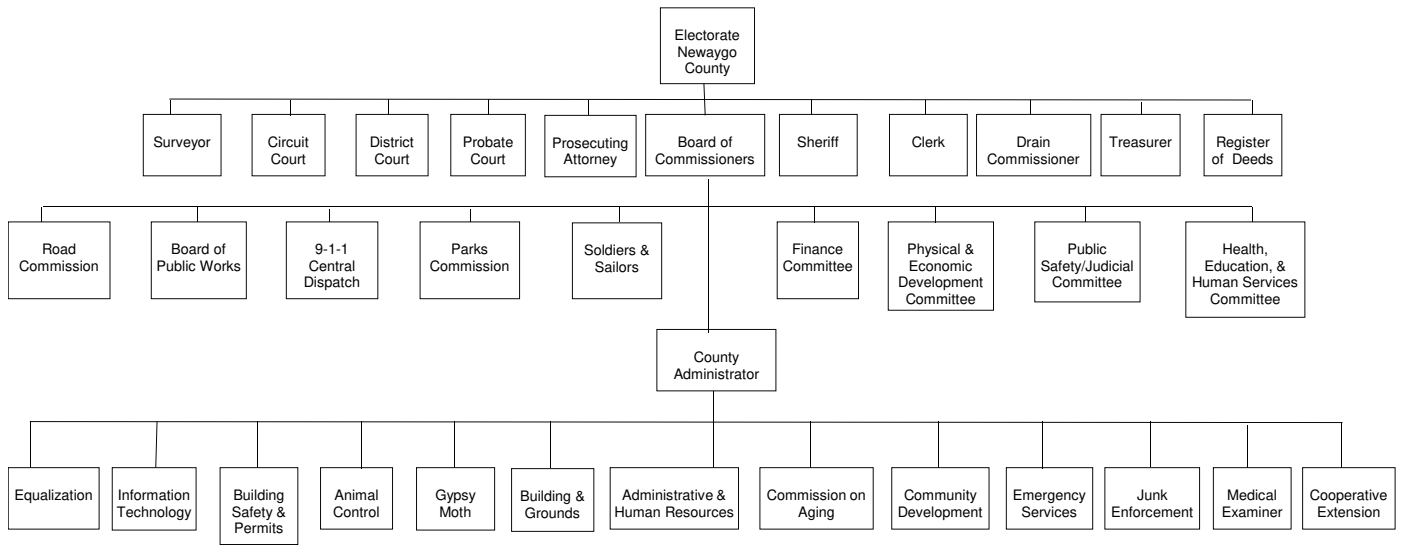 Electorate
Newaygo
County
Surveyor
Circuit
Court
District
Court
Probate
Court
Prosecuting
Attorney
Board of
Commissioners
Sheriff
Clerk
Drain
Commissioner
Treasurer
Register
of Deeds
Road
Commission
Board of
Public Works
9-1-1
Central
Dispatch
Parks
Commission
Soldiers &
Sailors
Finance
Committee
Physical &
Economic
Development
Committee
Public
Safety/Judicial
Committee
Health,
Education, &
Human Services
Committee
County
Administrator
Equalization
Information
Technology
Building
Safety &
Permits
Animal
Control
Gypsy
Moth
Building &
Grounds
Administrative &
Human Resources
Commission on
Aging
Community
Development
Emergency
Services
Junk
Enforcement
Medical
Examiner
Cooperative
Extension